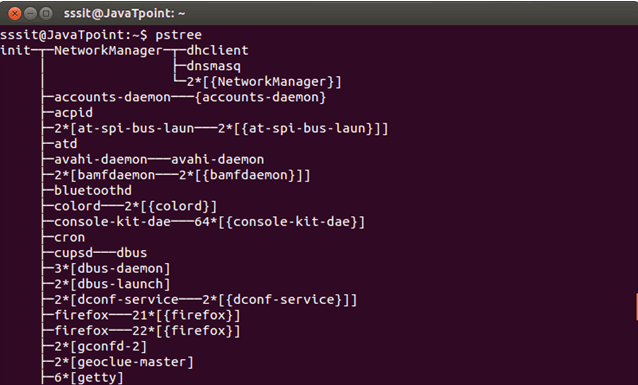 sssit@JavaTpoint: ~
sssit@JavaTpoint:~$ pstree
init─┬─NetworkManager─┬─dhclient
     │                ├─dnsmasq
     │                └─2*[{NetworkManager}]
     ├─accounts-daemon───{accounts-daemon}
     ├─acpid
     ├─2*[at-spi-bus-laun───2*[{at-spi-bus-laun}]]
     ├─atd
     ├─avahi-daemon───avahi-daemon
     ├─2*[bamfdaemon───2*[{bamfdaemon}]]
     ├─bluetoothd
     ├─colord───2*[{colord}]
     ├─console-kit-dae───64*[{console-kit-dae}]
     ├─cron
     ├─cupsd───dbus
     ├─3*[dbus-daemon]
     ├─2*[dbus-launch]
     ├─2*[dconf-service───2*[{dconf-service}]]
     ├─firefox───21*[{firefox}]
     ├─firefox───22*[{firefox}]
     ├─2*[gconfd-2]
     ├─2*[geoclue-master]
     ├─6*[getty]